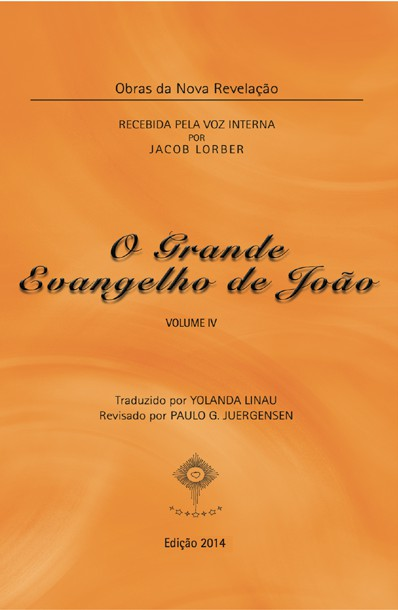 Obras da Nova Revelação
RECEBIDA PELA VOZ INTERNA
POR
JACOB LORBER
O Grande
Evangelho de João
VOLUME IV
Traduzido por YOLANDA LINAU
Revisado por PAULO G. JUERGENSEN
Edição 2014